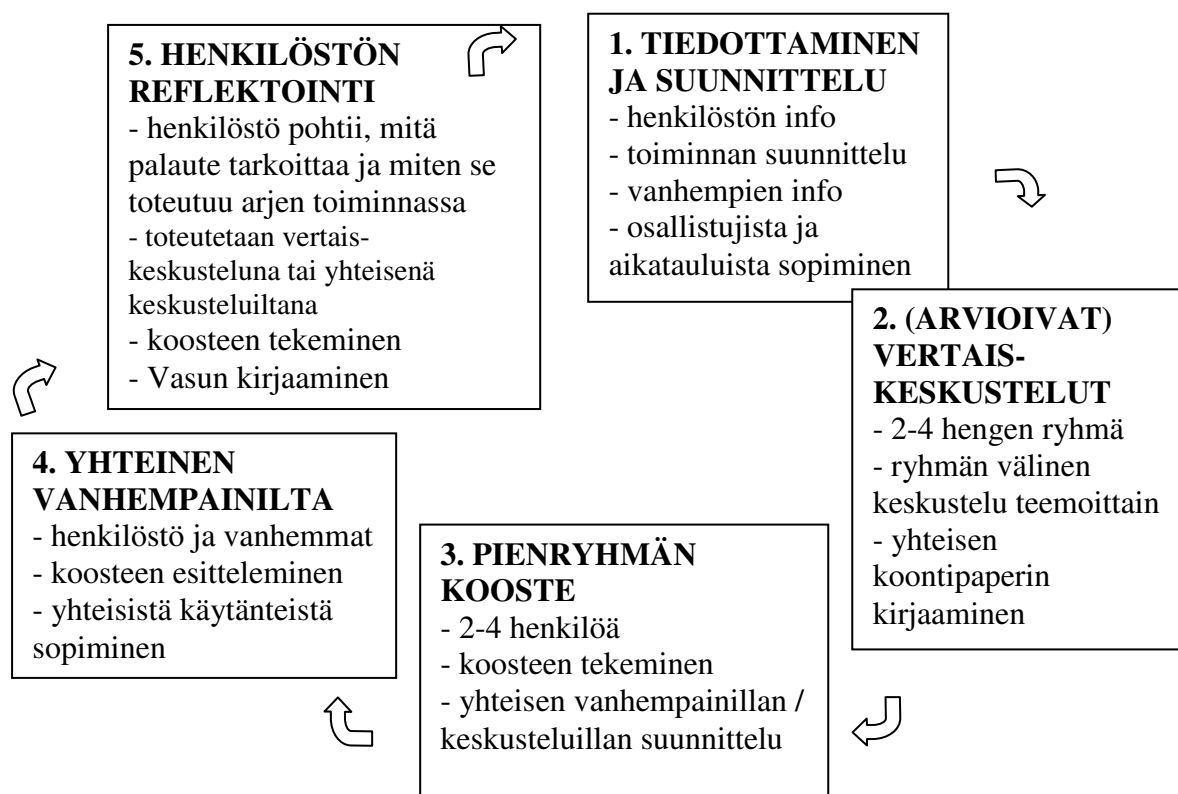 5. HENKILÖSTÖN
REFLEKTOINTI
- henkilöstö pohtii, mitä
palaute tarkoittaa ja miten se
toteutuu arjen toiminnassa
- toteutetaan vertais-
keskusteluna tai yhteisenä
keskusteluiltana
- koosteen tekeminen
- Vasun kirjaaminen
1. TIEDOTTAMINEN
JA SUUNNITTELU
- henkilöstön info
- toiminnan suunnittelu
- vanhempien info
- osallistujista ja
aikatauluista sopiminen
2. (ARVIOIVAT)
VERTAIS-
KESKUSTELUT
- 2-4 hengen ryhmä
- ryhmän välinen
keskustelu teemoittain
- yhteisen
koontipaperin
kirjaaminen
3. PIENRYHMÄN
KOOSTE
- 2-4 henkilöä
- koosteen tekeminen
- yhteisen vanhempainillan /
keskusteluillan suunnittelu
4. YHTEINEN
VANHEMPAINILTA
- henkilöstö ja vanhemmat
- koosteen esitteleminen
- yhteisistä käytänteistä
sopiminen